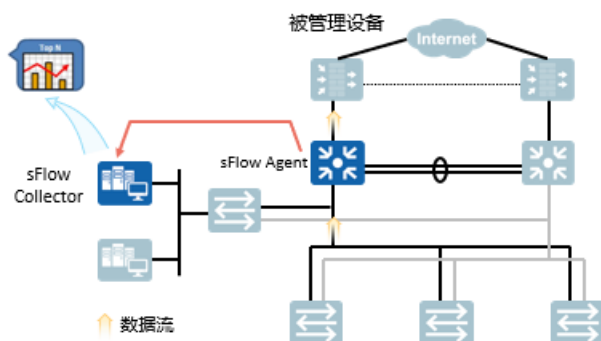 被管理设备
Internet
Top N
sFlow Agent
sFlow
Collector
数据流